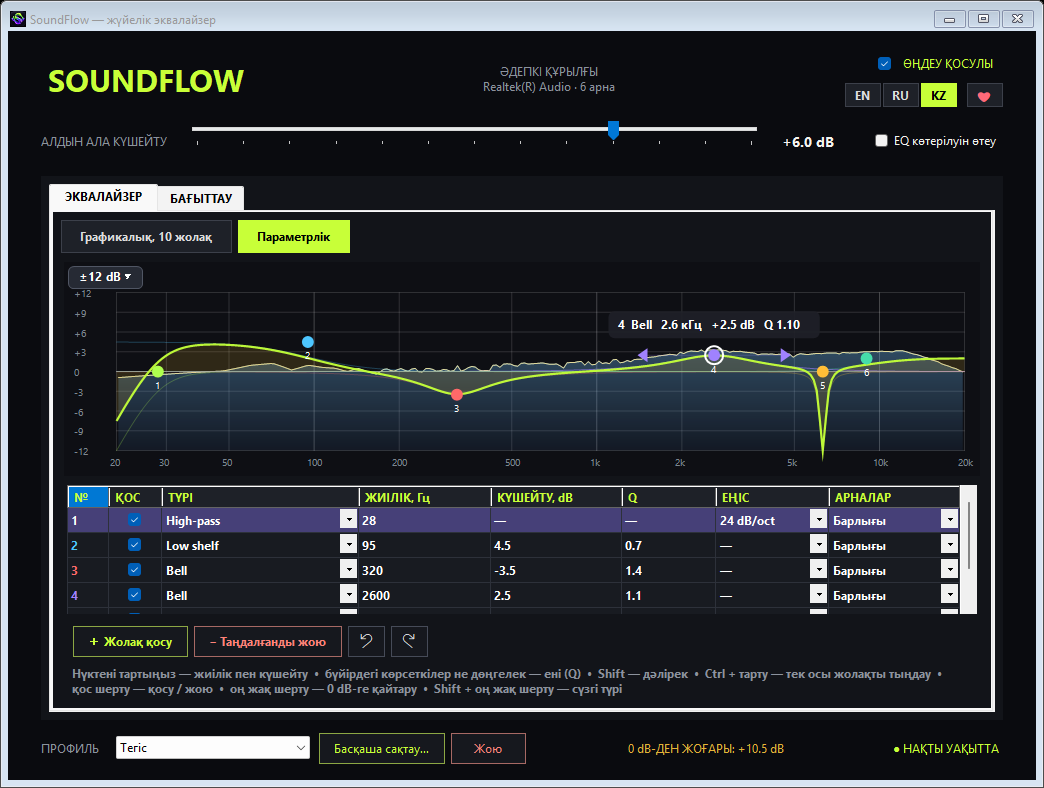 SoundFlow — жүйелік эквалайзер
SOUNDFLOW
ӘДЕПКІ ҚҰРЫЛҒЫ
Realtek(R) Audio · 6 арна
ӨҢДЕУ ҚОСУЛЫ
EN RU KZ
АЛДЫН АЛА КҮШЕЙТУ
+6.0 dB
EQ көтерілуін өтеу
ЭКВАЛАЙЗЕР БАҒЫТТАУ
Графикалық, 10 жолақ Параметрлік
±12 dB
+12
+9
+6
+3
0
-3
-6
-9
-12
4 Bell 2.6 кГц +2.5 dB Q 1.10
1
2
3
4
5
6
20 30 50 100 200 500 1k 2k 5k 10k 20k
№ ҚОС ТҮРІ ЖИІЛІК, Гц КҮШЕЙТУ, dB Q ЕҢІС АРНАЛАР
1 High-pass 28 — — 24 dB/oct Барлығы
2 Low shelf 95 4.5 0.7 — Барлығы
3 Bell 320 -3.5 1.4 — Барлығы
4 Bell 2600 2.5 1.1 — Барлығы
+ Жолақ қосу – Таңдалғанды жою
Нүктені тартыңыз — жиілік пен күшейту • бүйірдегі көрсеткілер не дөңгелек — ені (Q) • Shift — дәлірек • Ctrl + тарту — тек осы жолақты тыңдау •
қос шерту — қосу / жою • оң жақ шерту — 0 dB-ге қайтару • Shift + оң жақ шерту — сүзгі түрі
ПРОФИЛЬ Тегіс Басқаша сақтау... Жою 0 dB-ДЕН ЖОҒАРЫ: +10.5 dB ● НАҚТЫ УАҚЫТТА